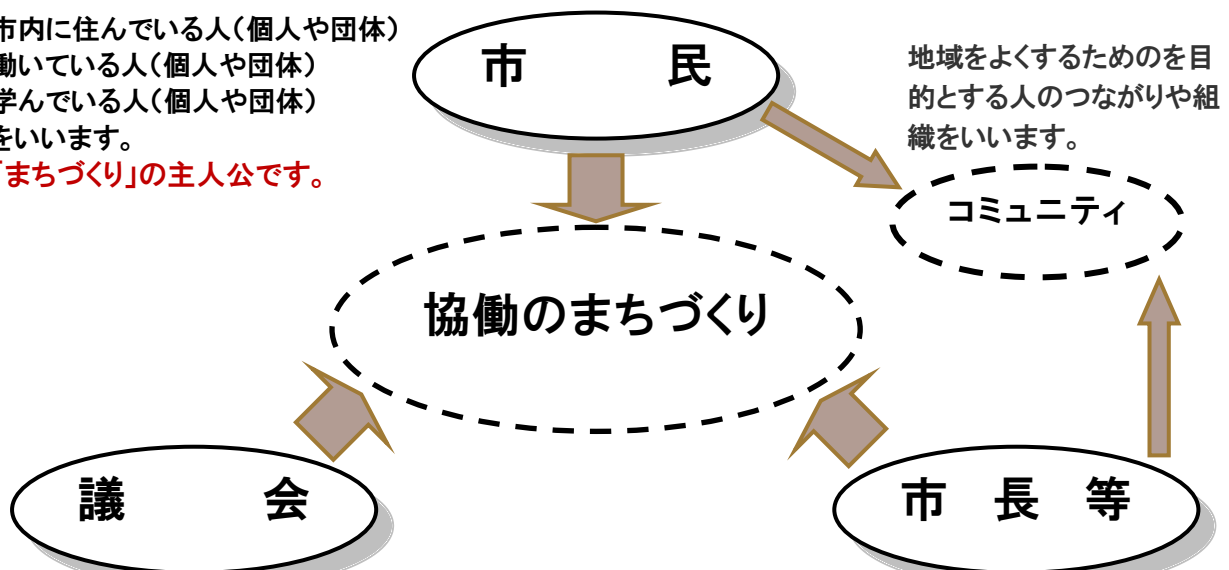 市内に住んでいる人（個人や団体）
働いている人（個人や団体）
学んでいる人（個人や団体）
をいいます。
「まちづくり」の主人公です。
市　　　民
地域をよくするためのを目
的とする人のつながりや組
織をいいます。
コミュニティ
協働のまちづくり
議　　　会
市　長　等